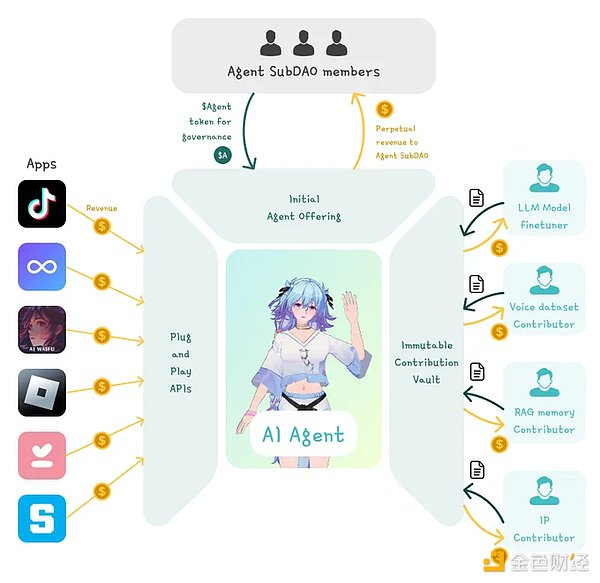 Agent SubDAO members
$Agent
token for
governance
$A
$
Perpetual
revenue to
Agent SubDAO
Apps
Revenue
$
$
$
$
$
$
Initial
Agent Offering
Plug
and
Play
APIs
AI Agent
Immutable
Contribution
Vault
LLM Model
finetuner
$
Voice dataset
Contributor
$
RAG memory
Contributor
$
IP
Contributor
AI WAIFU
S
金色财经